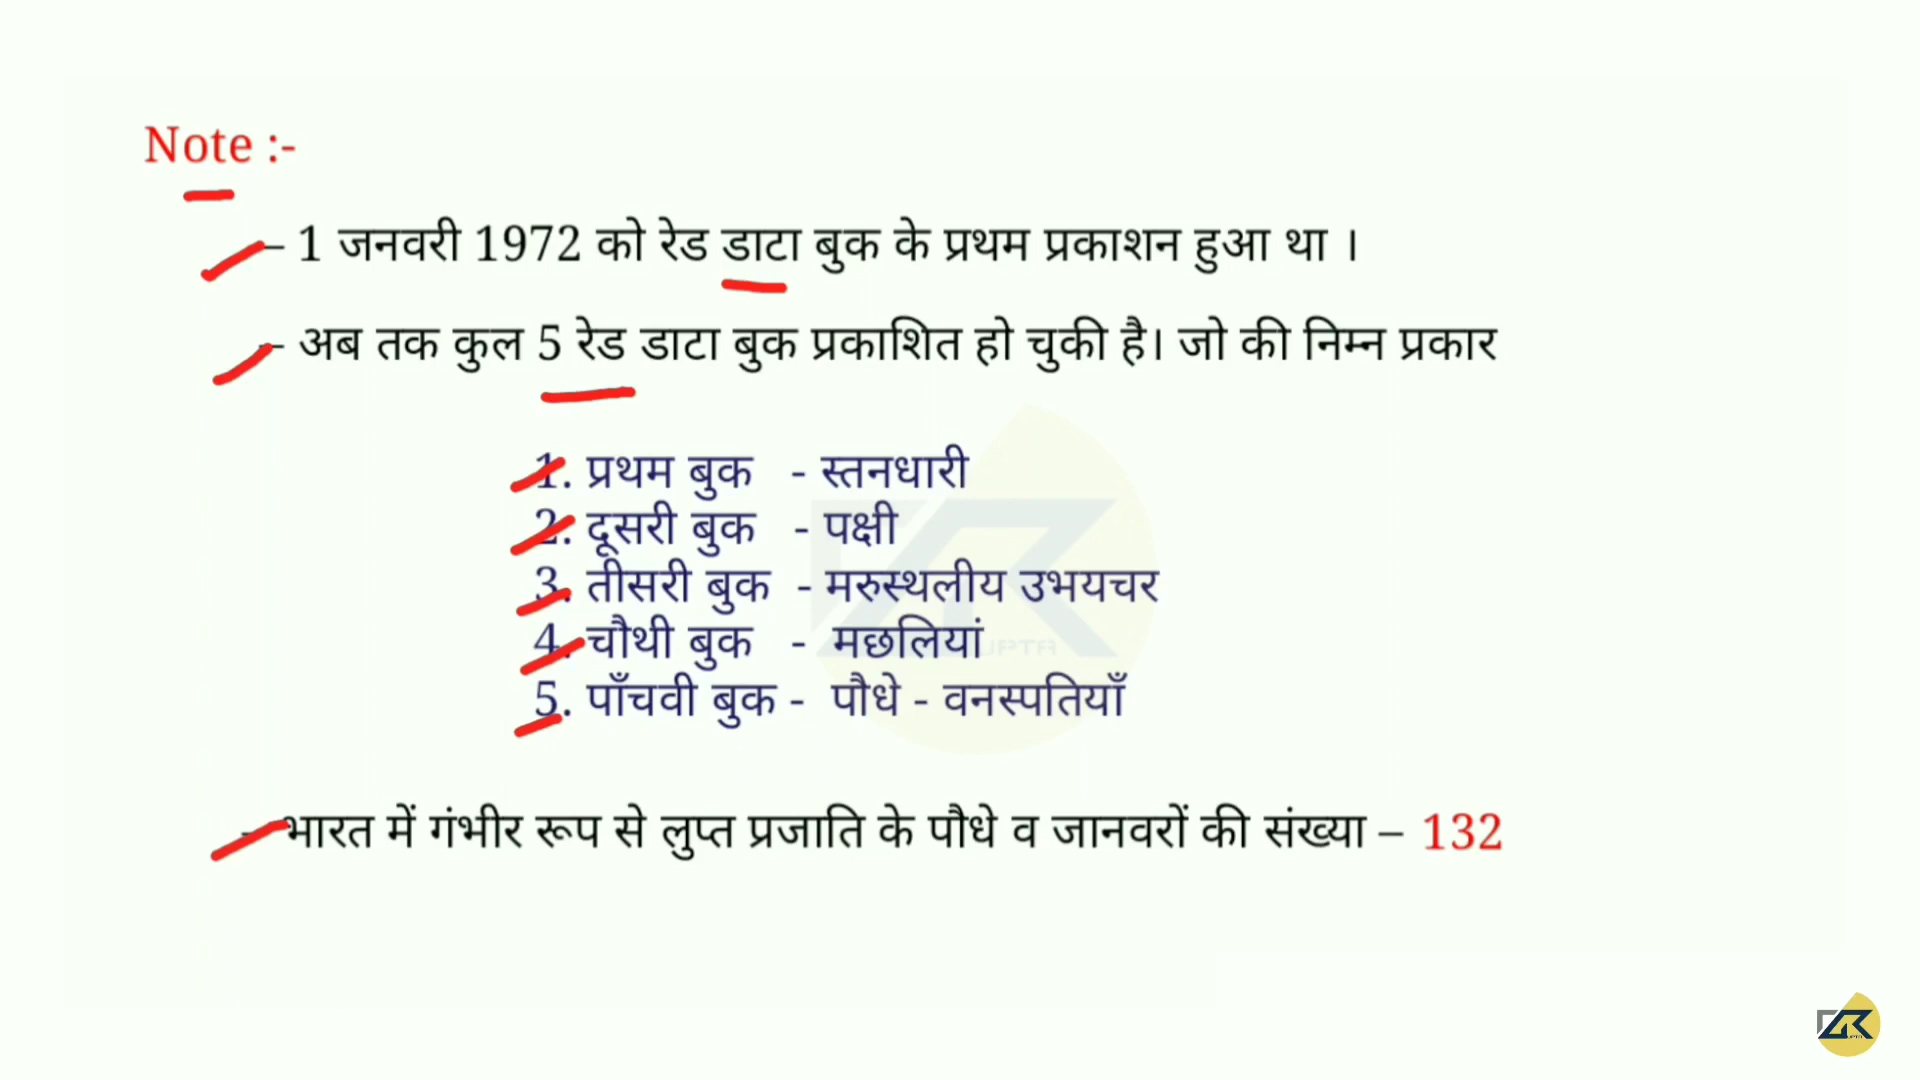 Note :-
– 1 जनवरी 1972 को रेड डाटा बुक के प्रथम प्रकाशन हुआ था ।
– अब तक कुल 5 रेड डाटा बुक प्रकाशित हो चुकी है। जो की निम्न प्रकार
1. प्रथम बुक - स्तनधारी
2. दूसरी बुक - पक्षी
3. तीसरी बुक - मरुस्थलीय उभयचर
4. चौथी बुक - मछलियां
5. पाँचवी बुक - पौधे - वनस्पतियाँ
– भारत में गंभीर रूप से लुप्त प्रजाति के पौधे व जानवरों की संख्या – 132